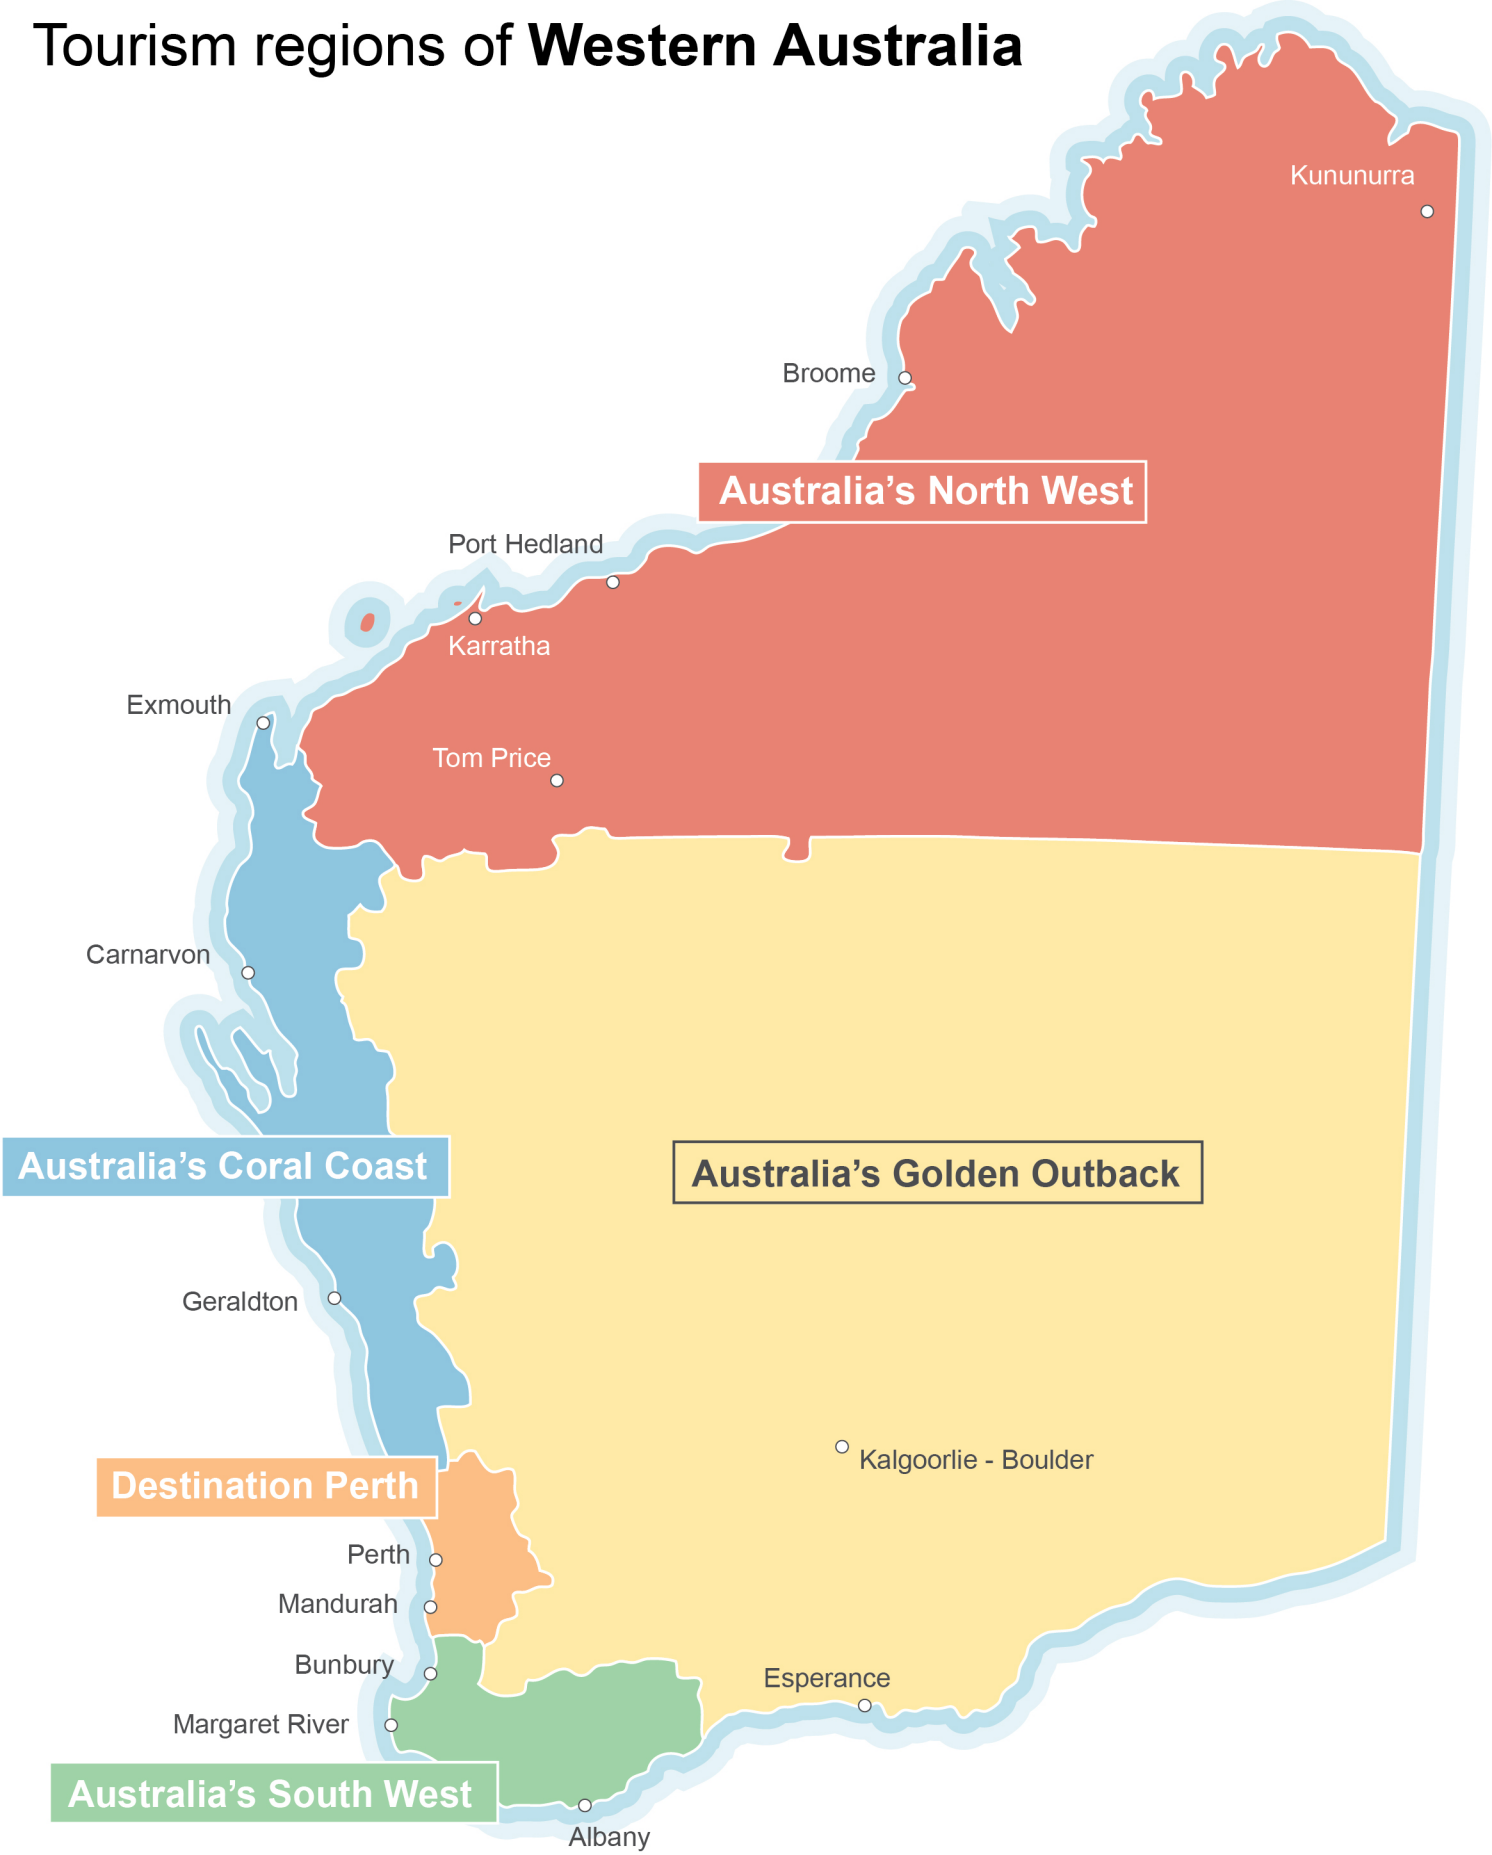 Tourism regions of Western Australia
Kununurra
Broome
Australia’s North West
Port Hedland
Karratha
Exmouth
Tom Price
Carnarvon
Australia’s Coral Coast
Australia’s Golden Outback
Geraldton
Kalgoorlie - Boulder
Destination Perth
Perth
Mandurah
Bunbury
Esperance
Margaret River
Australia’s South West
Albany